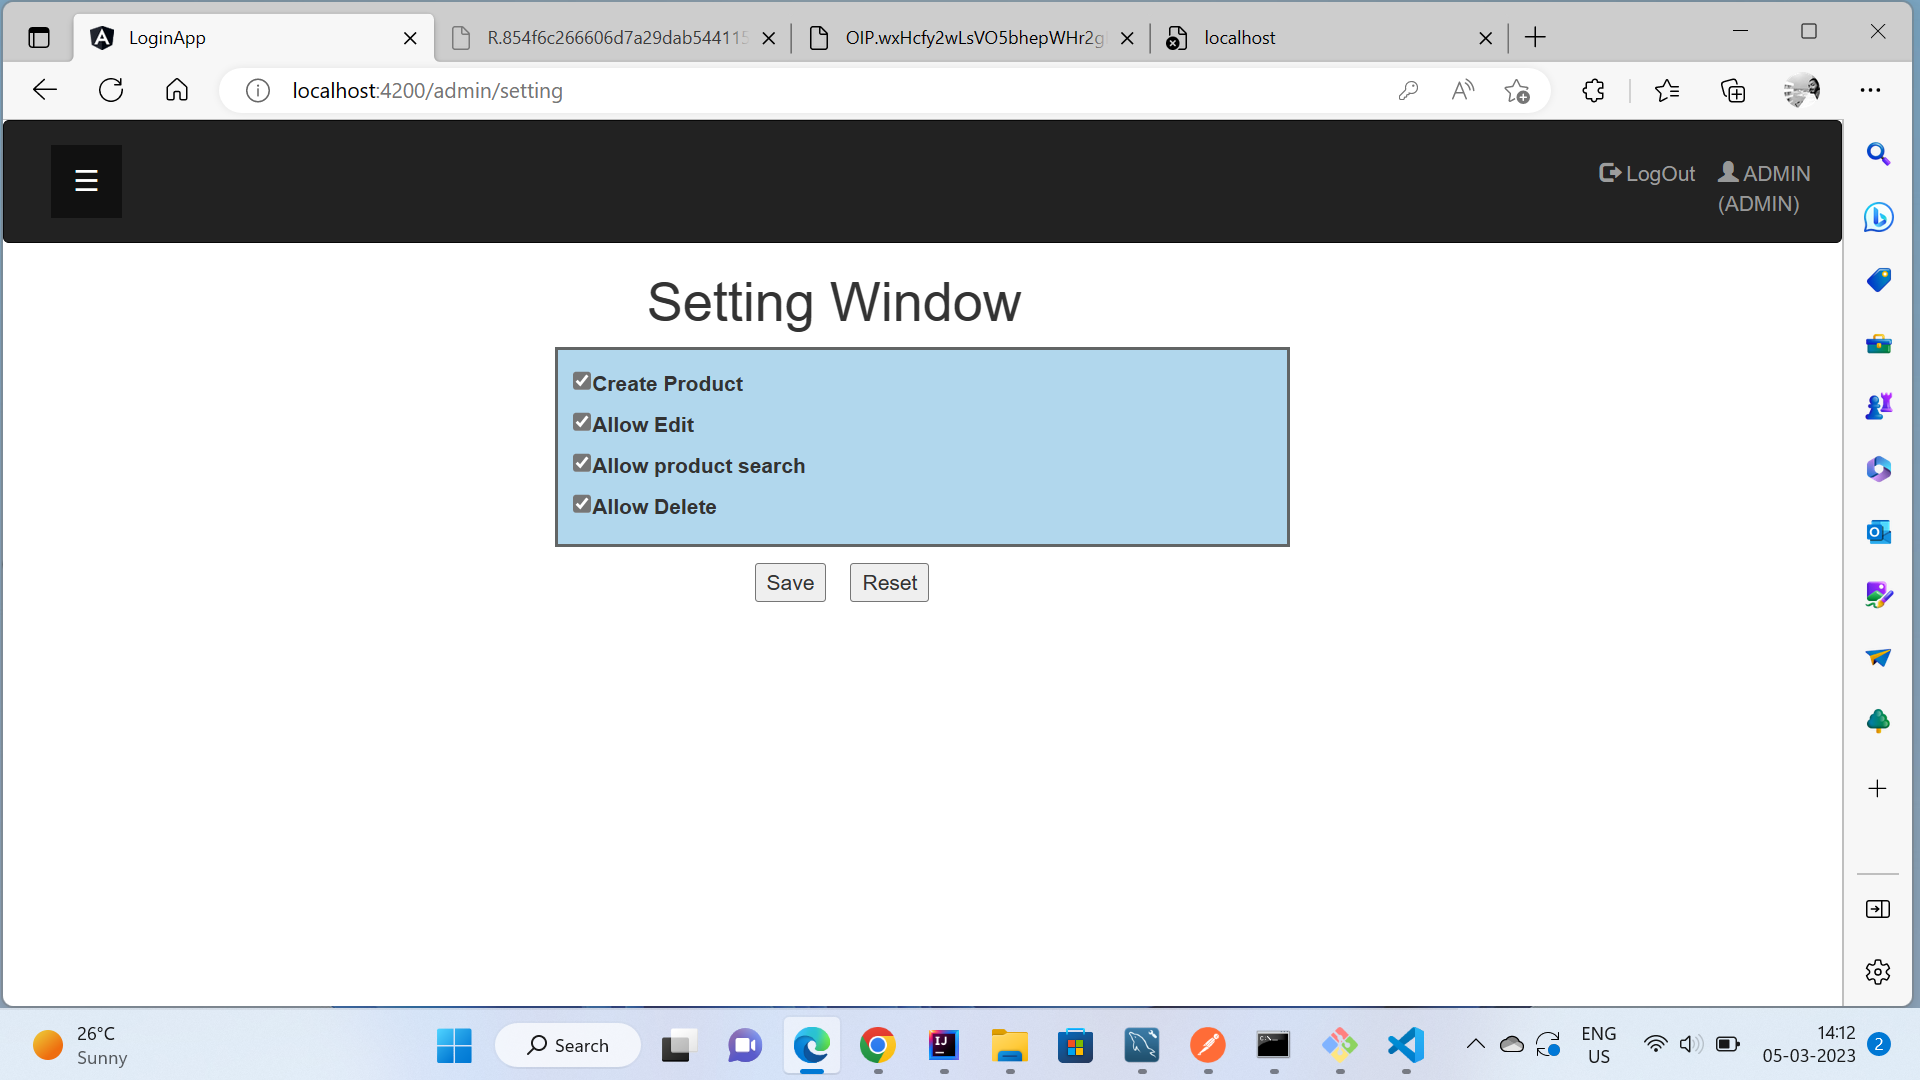 LoginApp
R.854f6c266606d7a29dab544115
OIP.wxHcfy2wLsVO5bhepWHr2g
localhost
localhost:4200/admin/setting
LogOut
ADMIN
(ADMIN)
Setting Window
Create Product
Allow Edit
Allow product search
Allow Delete
Save
Reset
26°C
Sunny
Search
ENG
US
14:12
05-03-2023
2